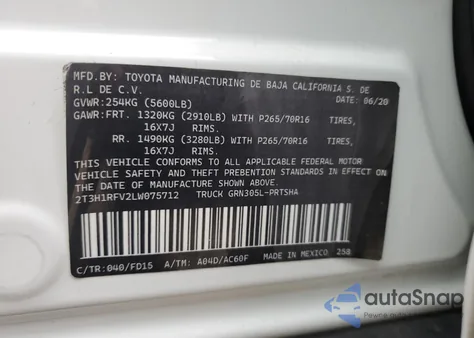 MFD.BY: TOYOTA MANUFACTURING DE BAJA CALIFORNIA S. DE
R.L DE C.V. DATE: 06/20
GVWR: 254KG (5600LB)
GAWR: FRT. 1320KG (2910LB) WITH P265/70R16 TIRES,
16X7J RIMS.
RR. 1490KG (3280LB) WITH P265/70R16 TIRES,
16X7J RIMS.
THIS VEHICLE CONFORMS TO ALL APPLICABLE FEDERAL MOTOR
VEHICLE SAFETY AND THEFT PREVENTION STANDARDS IN EFFECT
ON THE DATE OF MANUFACTURE SHOWN ABOVE.
2T3H1RFV2LW075712 TRUCK GRN305L-PRTSHA
C/TR:040/FD15 A/TM: A04D/AC60F MADE IN MEXICO 258
autoSnap
Pewne auto